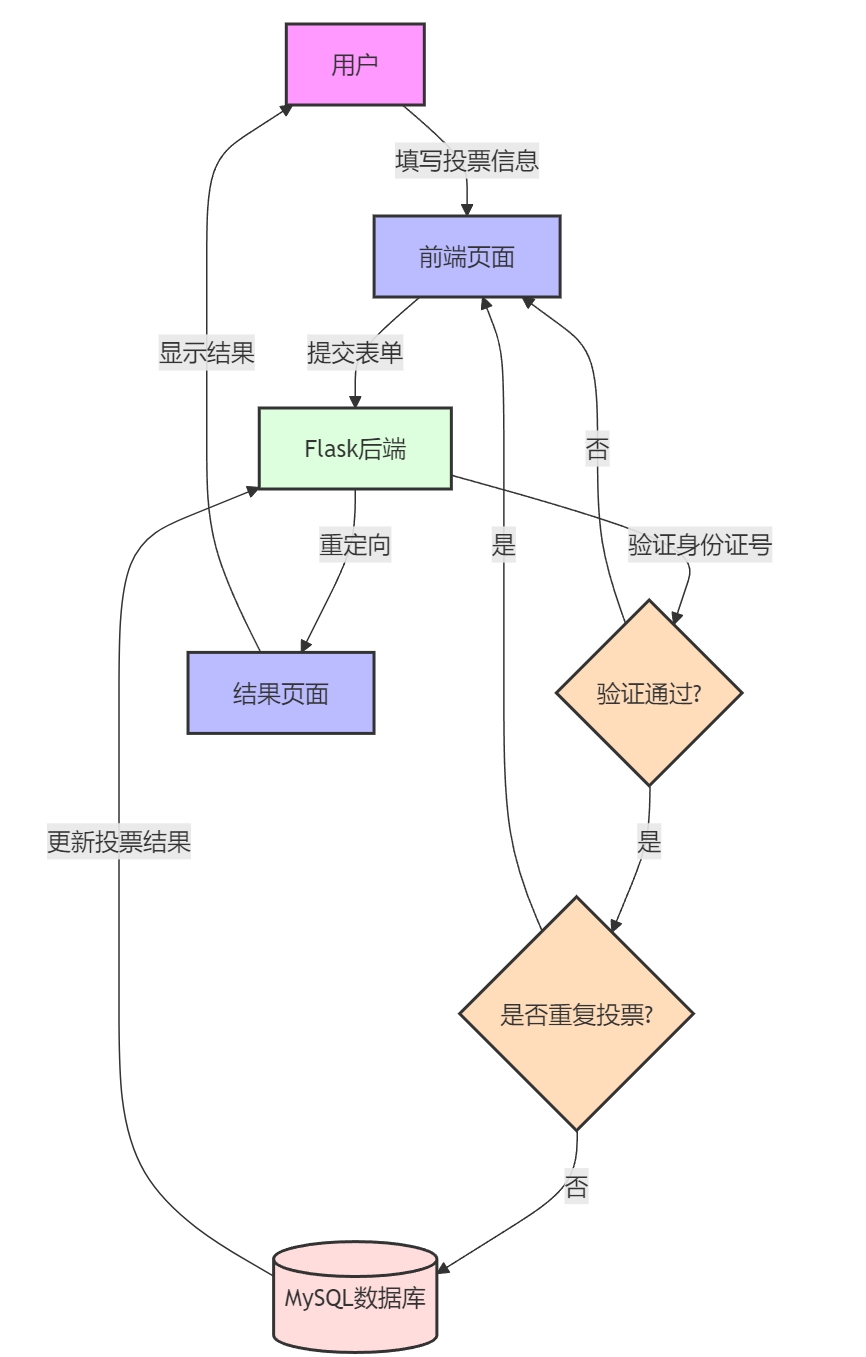 用户
填写投票信息
前端页面
显示结果
提交表单
Flask后端
否
重定向
是
验证身份证号
结果页面
验证通过?
更新投票结果
是
是否重复投票?
否
MySQL数据库